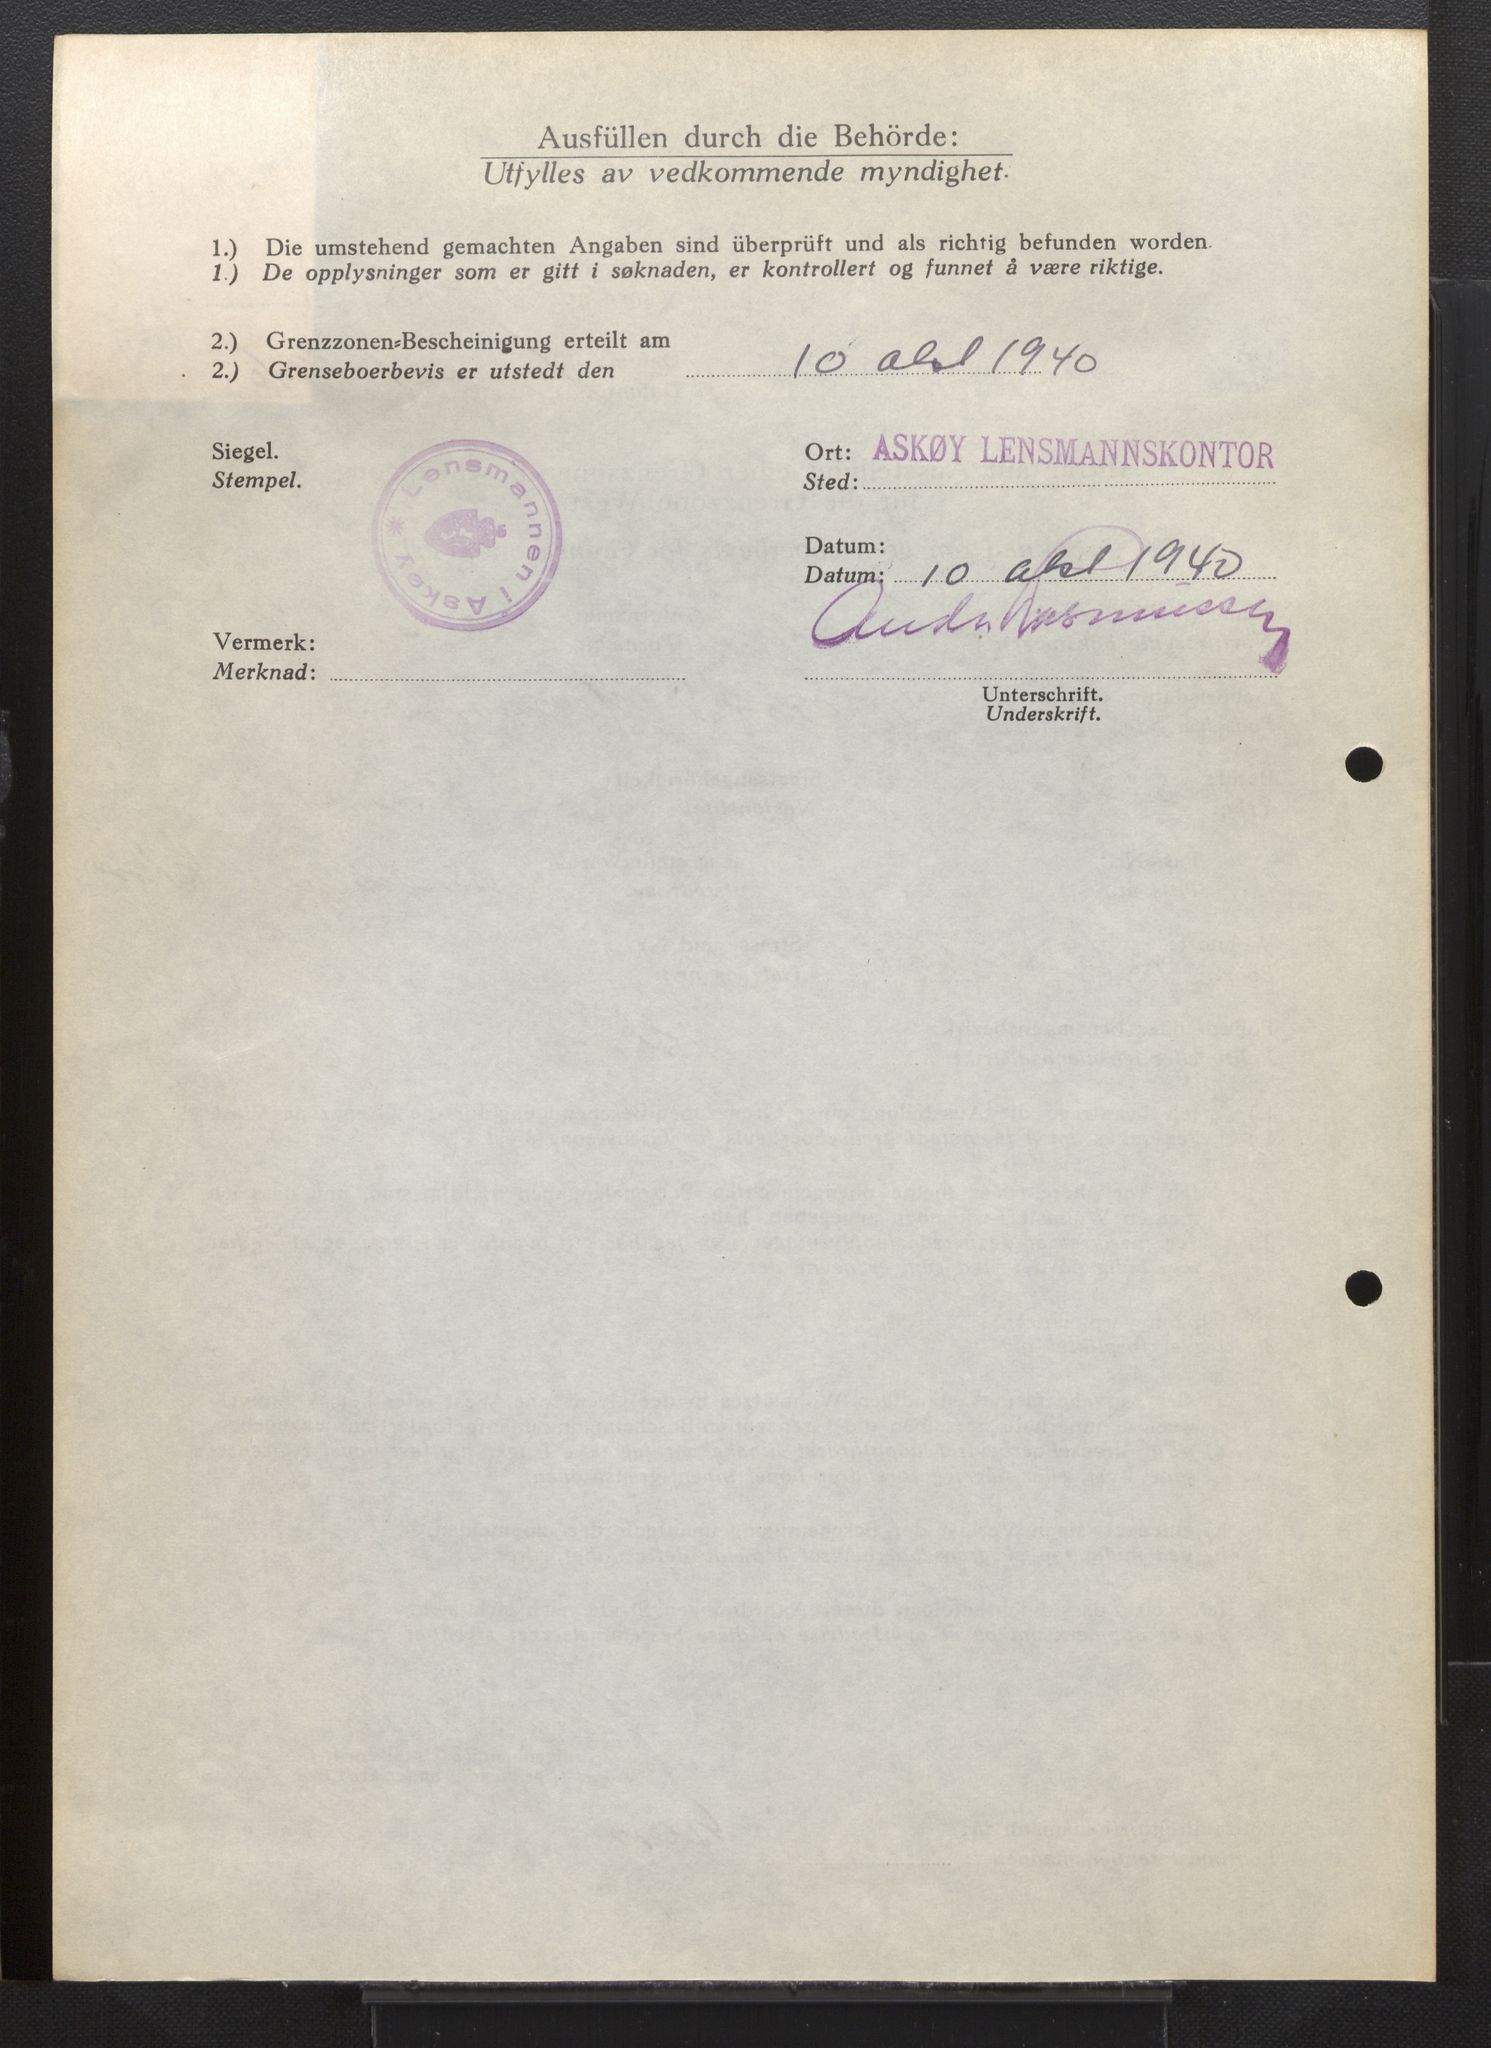 Ausfüllen durch die Behörde:
Utfylles av vedkommende myndighet.
1.) Die umstehend gemachten Angaben sind überprüft und als richtig befunden worden.
1.) De opplysninger som er gitt i søknaden, er kontrollert og funnet å være riktige.
2.) Grenzzonen-Bescheinigung erteilt am
2.) Grenseboerbevis er utstedt den 10 okt 1940
Siegel.
Stempel.
Lensmannen i Askøy *
Ort: ASKØY LENSMANNSKONTOR
Sted:
Datum:
Datum: 10 okt 1940
Rasmussen
Vermerk:
Merknad:
Unterschrift.
Underskrift.